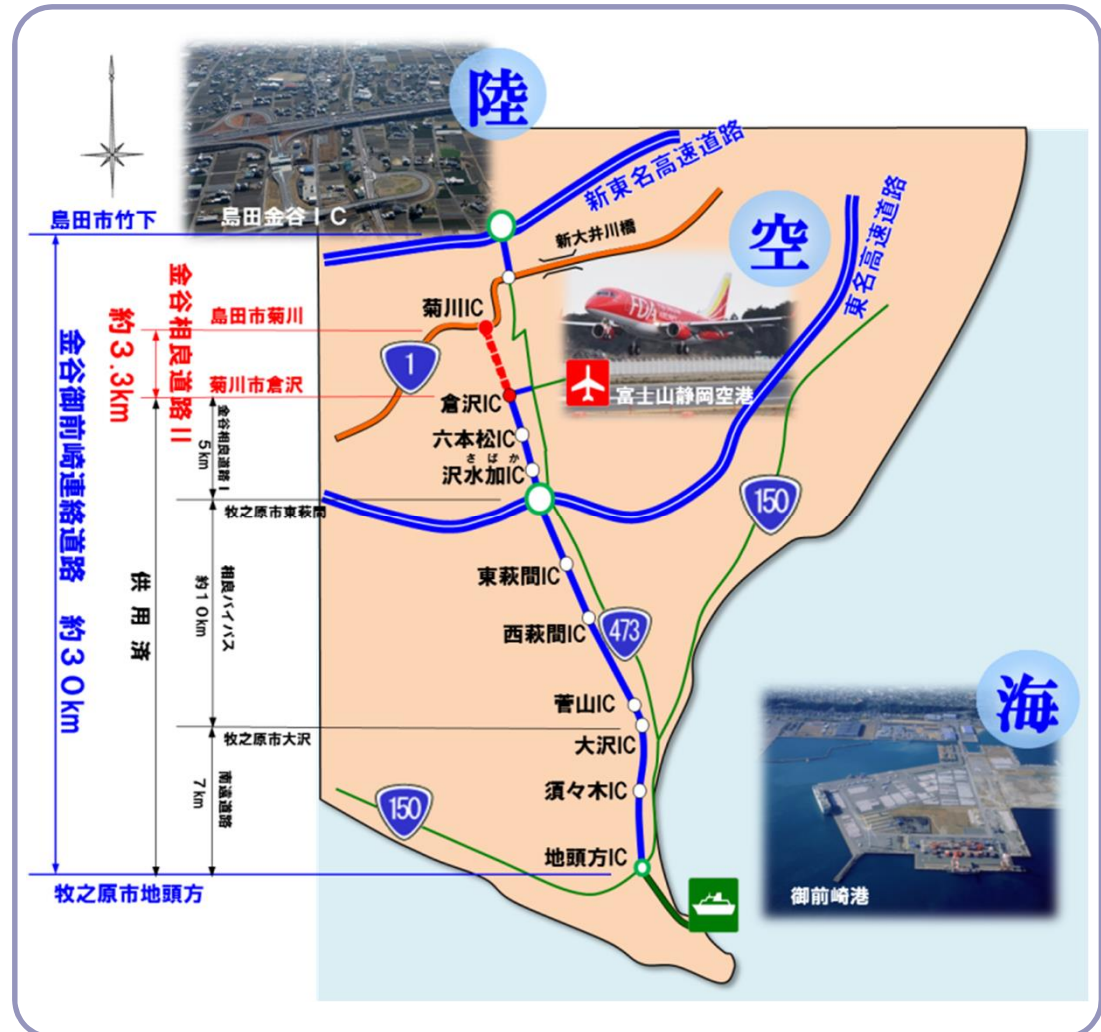 陸
島田金谷IC
新東名高速道路
島田市竹下
新大井川橋
空
東名高速道路
FDA
富士山静岡空港
菊川IC
1
島田市菊川
金谷相良道路II
約3.3km
菊川市倉沢
倉沢IC
六本松IC
さばか
沢水加IC
金谷相良道路I
5km
牧之原市東萩間
150
金谷御前崎連絡道路 約30km
供用済
相良バイパス
約10km
東萩間IC
西萩間IC
473
菅山IC
牧之原市大沢
大沢IC
海
南遠道路
7km
須々木IC
150
地頭方IC
牧之原市地頭方
御前崎港